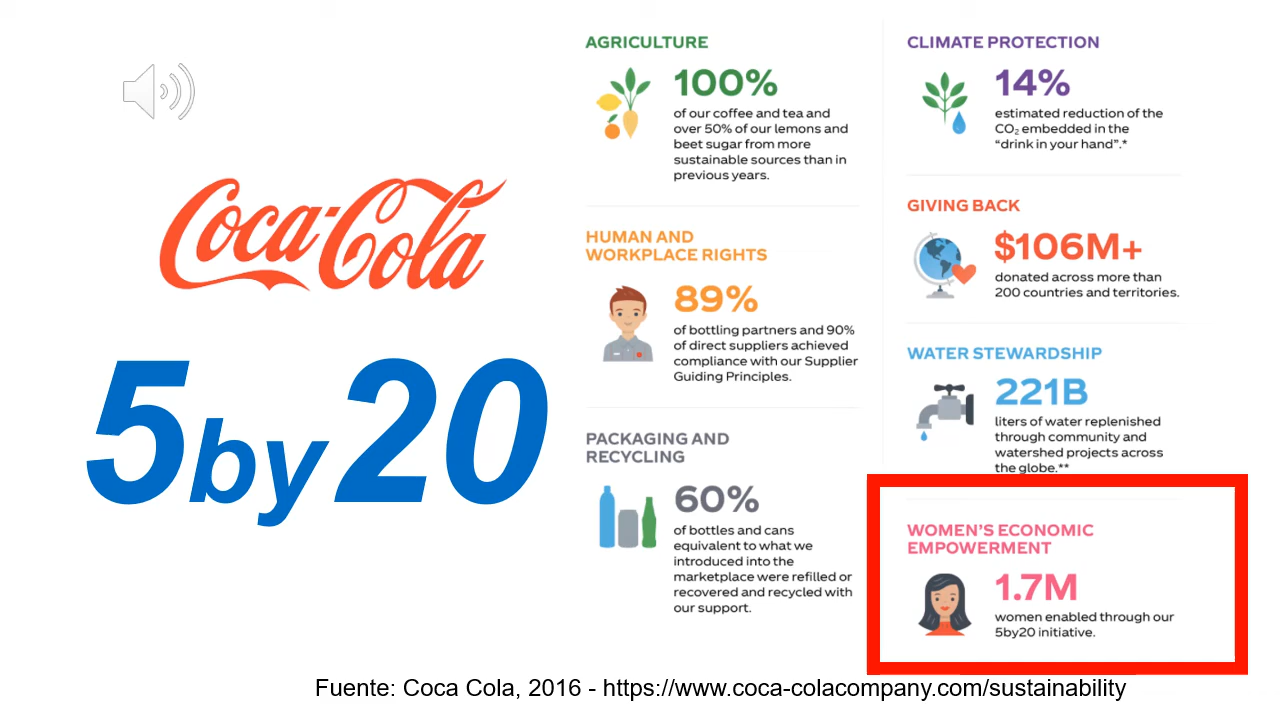 Coca-Cola
5by20
AGRICULTURE
100%
of our coffee and tea and
over 50% of our lemons and
beet sugar from more
sustainable sources than in
previous years.
HUMAN AND
WORKPLACE RIGHTS
89%
of bottling partners and 90%
of direct suppliers achieved
compliance with our Supplier
Guiding Principles.
PACKAGING AND
RECYCLING
60%
of bottles and cans
equivalent to what we
introduced into the
marketplace were refilled or
recovered and recycled with
our support.
CLIMATE PROTECTION
14%
estimated reduction of the
CO₂ embedded in the
“drink in your hand”.*
GIVING BACK
$106M+
donated across more than
200 countries and territories.
WATER STEWARDSHIP
221B
liters of water replenished
through community and
watershed projects across
the globe.**
WOMEN’S ECONOMIC
EMPOWERMENT
1.7M
women enabled through our
5by20 initiative.
Fuente: Coca Cola, 2016 - https://www.coca-colacompany.com/sustainability